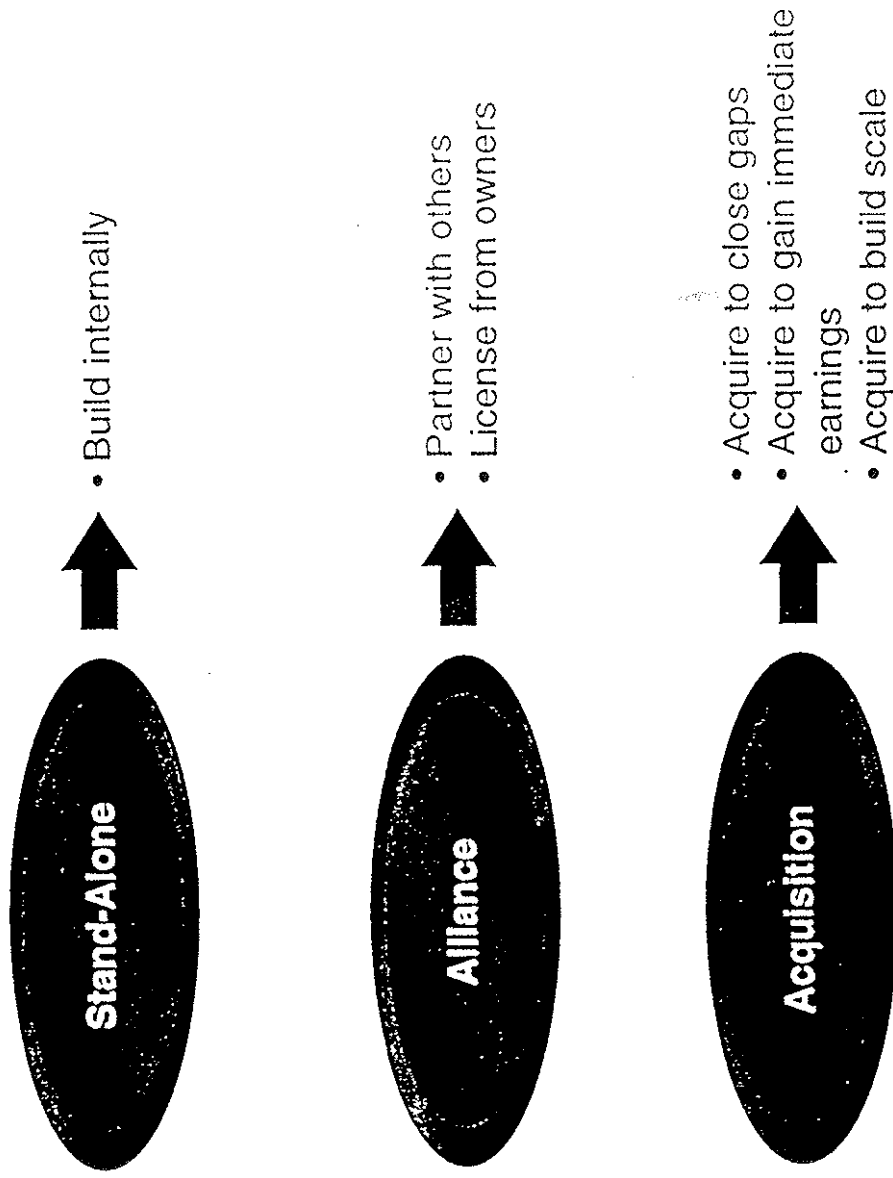 Stand-Alone
• Build internally
Alliance
• Partner with others
• License from owners
Acquisition
• Acquire to close gaps
• Acquire to gain immediate
earnings
• Acquire to build scale